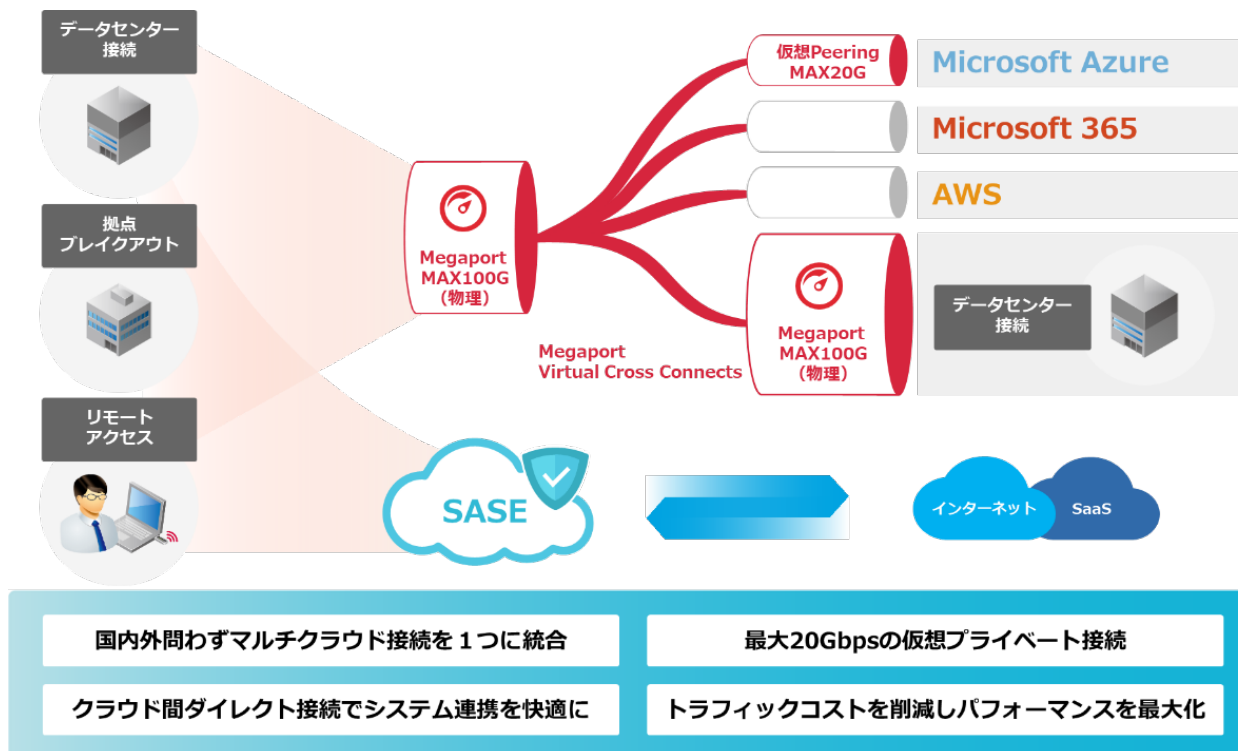 データセンター
接続
拠点
ブレイクアウト
リモート
アクセス
Megaport
MAX100G
（物理）
仮想Peering
MAX20G
Microsoft Azure
Microsoft 365
AWS
Megaport
MAX100G
（物理）
データセンター
接続
Megaport
Virtual Cross Connects
SASE
インターネット
SaaS
国内外問わずマルチクラウド接続を１つに統合
最大20Gbpsの仮想プライベート接続
クラウド間ダイレクト接続でシステム連携を快適に
トラフィックコストを削減しパフォーマンスを最大化